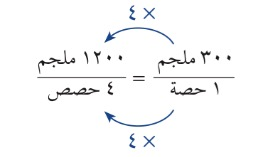 ٤ ×
٣٠٠ ملجم = ١٢٠٠ ملجم
١ حصة  ٤ حصص
٤ ×